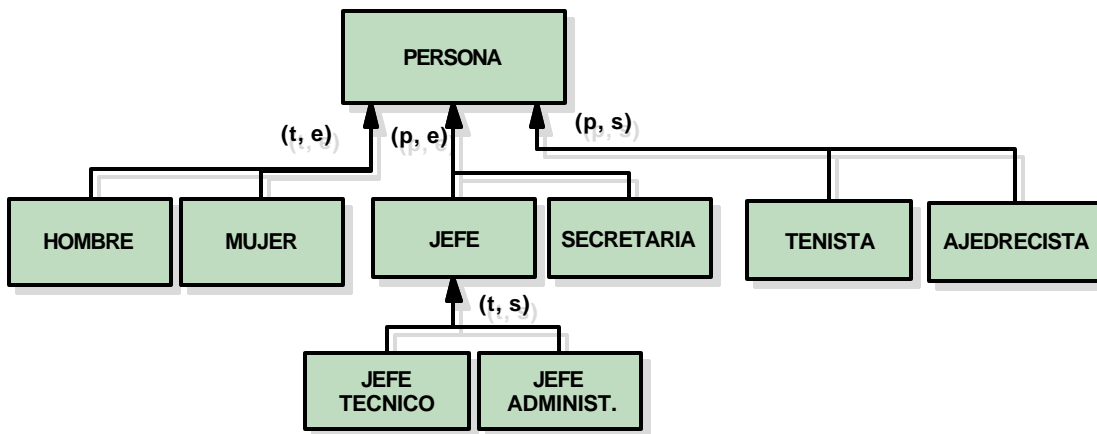 PERSONA
(t, e)
(p, e)
(p, s)
HOMBRE
MUJER
JEFE
SECRETARIA
TENISTA
AJEDRECISTA
(t, s)
JEFE
TECNICO
JEFE
ADMINIST.